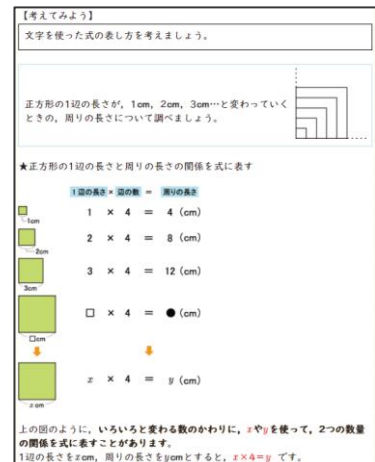 【考えてみよう】
文字を使った式の表し方を考えましょう。
正方形の1辺の長さが，1cm，2cm，3cm…と変わっていく
ときの，周りの長さについて調べましょう。
★正方形の1辺の長さと周りの長さの関係を式に表す
1辺の長さ × 辺の数 = 周りの長さ
1cm
1 × 4 = 4 (cm)
2cm
2 × 4 = 8 (cm)
3cm
3 × 4 = 12 (cm)
□cm
□ × 4 = ● (cm)
x cm
x × 4 = y (cm)
上の図のように，いろいろと変わる数のかわりに，xやyを使って，2つの数量
の関係を式に表すことがあります。
1辺の長さをxcm，周りの長さをycmとすると，x×4=y です。